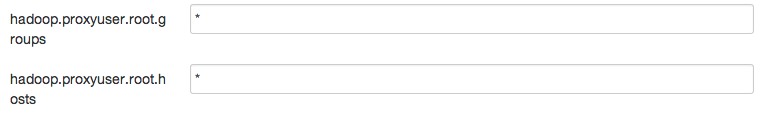 hadoop.proxyuser.root.g *
roups
hadoop.proxyuser.root.h *
osts